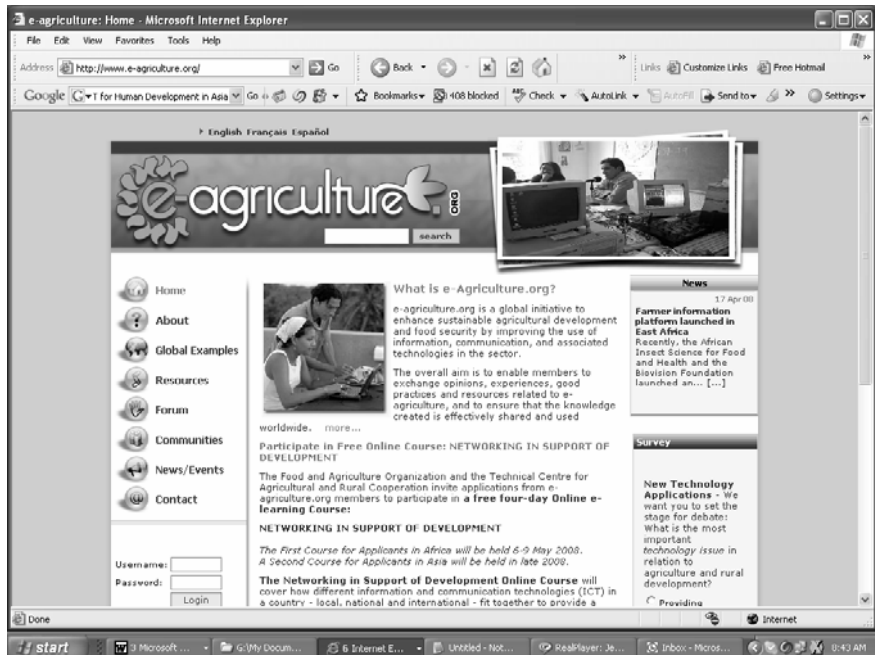 e-agriculture: Home - Microsoft Internet Explorer
File Edit View Favorites Tools Help
Address http://www.e-agriculture.org/ Go Back » Links Customize Links Free Hotmail »
Google T for Human Development in Asia Go Bookmarks 408 blocked Check AutoLink AutoFill Send to » Settings
English Français Español
e-agriculture.ORG
search
Home
About
Global Examples
Resources
Forum
Communities
News/Events
Contact
Username:
Password:
Login
What is e-Agriculture.org?
e-agriculture.org is a global initiative to
enhance sustainable agricultural development
and food security by improving the use of
information, communication, and associated
technologies in the sector.
The overall aim is to enable members to
exchange opinions, experiences, good
practices and resources related to e-
agriculture, and to ensure that the knowledge
created is effectively shared and used
worldwide. more...
Participate in Free Online Course: NETWORKING IN SUPPORT OF
DEVELOPMENT
The Food and Agriculture Organization and the Technical Centre for
Agricultural and Rural Cooperation invite applications from e-
agriculture.org members to participate in a free four-day Online e-
learning Course:
NETWORKING IN SUPPORT OF DEVELOPMENT
The First Course for Applicants in Africa will be held 6-9 May 2008.
A Second Course for Applicants in Asia will be held in late 2008.
The Networking in Support of Development Online Course will
cover how different information and communication technologies (ICT) in
a country - local, national and international - fit together to provide a
News
17 Apr 08
Farmer information
platform launched in
East Africa
Recently, the African
Insect Science for Food
and Health and the
Biovision Foundation
launched an... [...]
Survey
New Technology
Applications - We
want you to set the
stage for debate:
What is the most
important
technology issue in
relation to
agriculture and rural
development?
Providing
Done Internet
start 3 Microsoft ... G:\My Docum... 6 Internet E... Untitled - Not... RealPlayer: Je... Inbox - Micros... 8:43 AM